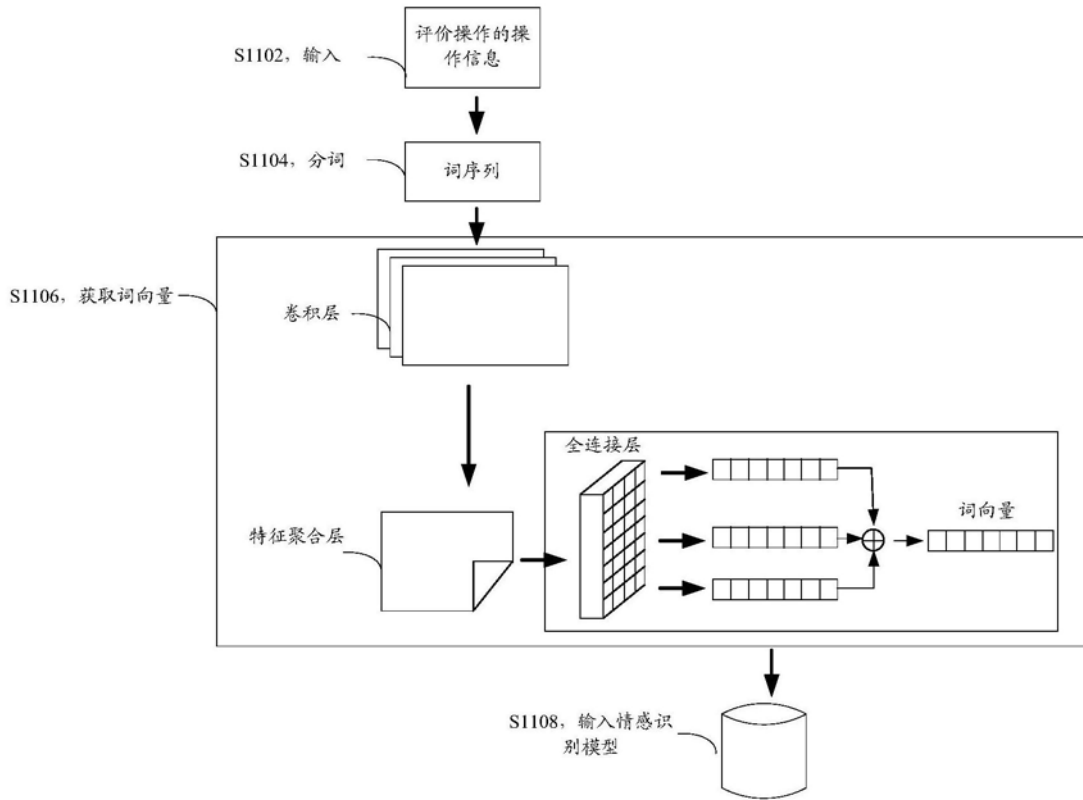 评价操作的操
作信息
S1102，输入
S1104，分词
词序列
S1106，获取词向量
卷积层
全连接层
词向量
特征聚合层
S1108，输入情感识
别模型